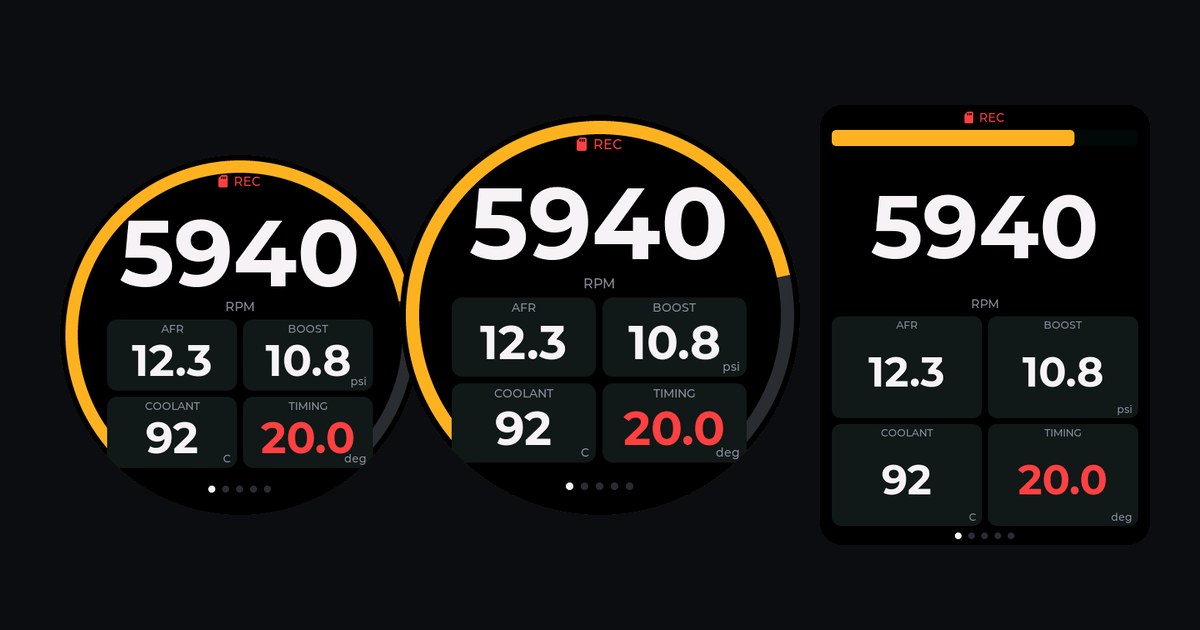 REC
5940
RPM
AFR
12.3
BOOST
10.8
psi
COOLANT
92
C
TIMING
20.0
deg
REC
5940
RPM
AFR
12.3
BOOST
10.8
psi
COOLANT
92
C
TIMING
20.0
deg
REC
5940
RPM
AFR
12.3
BOOST
10.8
psi
COOLANT
92
C
TIMING
20.0
deg